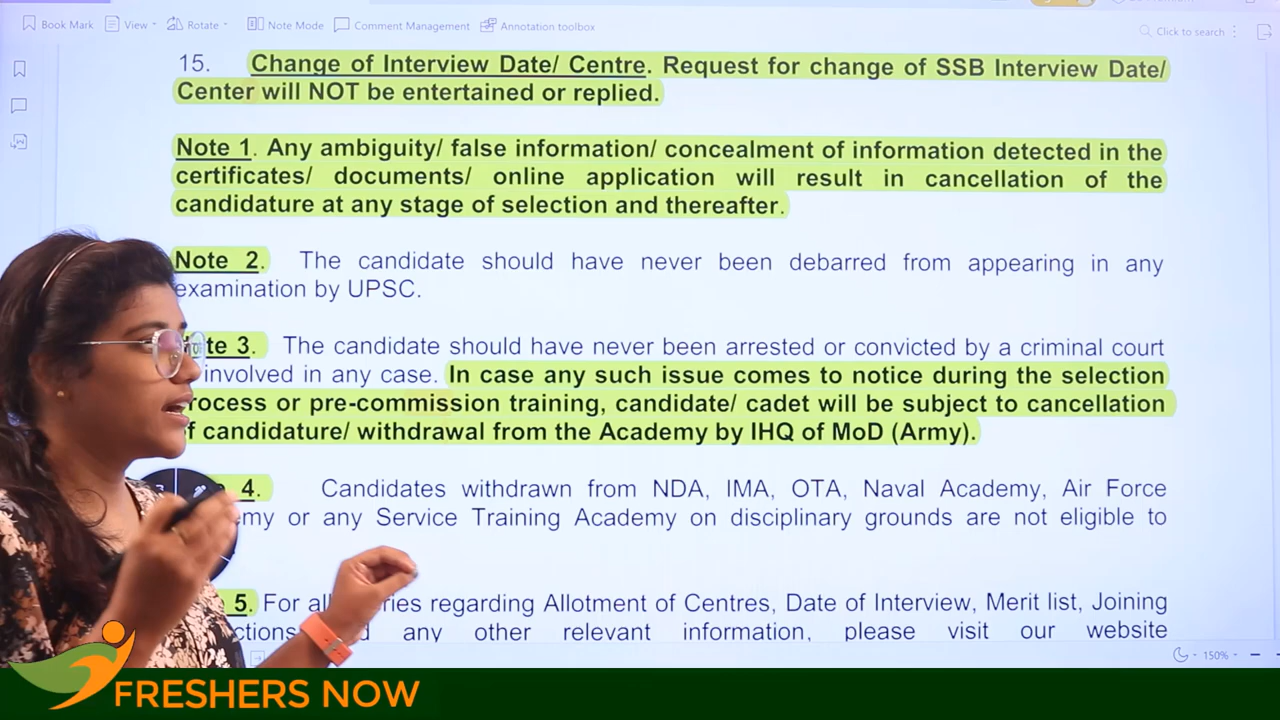 Book Mark View Rotate Note Mode Comment Management Annotation toolbox Click to search
15. Change of Interview Date/ Centre. Request for change of SSB Interview Date/
Center will NOT be entertained or replied.
Note 1. Any ambiguity/ false information/ concealment of information detected in the
certificates/ documents/ online application will result in cancellation of the
candidature at any stage of selection and thereafter.
Note 2. The candidate should have never been debarred from appearing in any
examination by UPSC.
te 3. The candidate should have never been arrested or convicted by a criminal court
involved in any case. In case any such issue comes to notice during the selection
rocess or pre-commission training, candidate/ cadet will be subject to cancellation
f candidature/ withdrawal from the Academy by IHQ of MoD (Army).
4. Candidates withdrawn from NDA, IMA, OTA, Naval Academy, Air Force
emy or any Service Training Academy on disciplinary grounds are not eligible to
5. For all ries regarding Allotment of Centres, Date of Interview, Merit list, Joining
ctions any other relevant information, please visit our website
150%
FRESHERS NOW